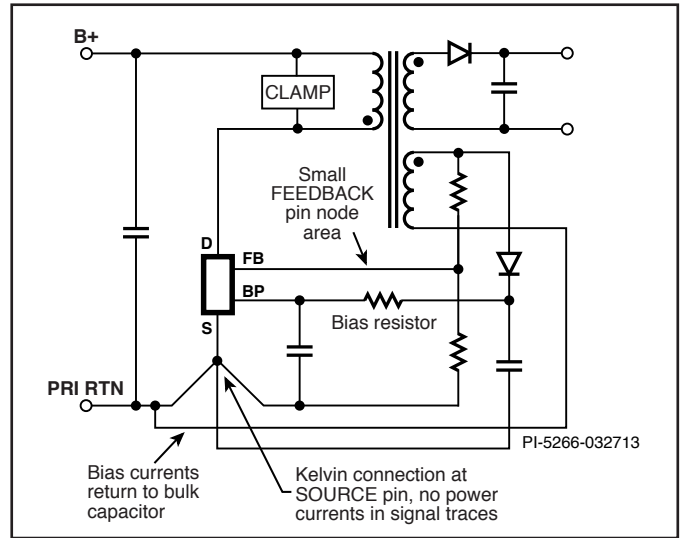 B+
CLAMP
Small
FEEDBACK
pin node
area
D
FB
BP
S
Bias resistor
PRI RTN
PI-5266-032713
Bias currents
return to bulk
capacitor
Kelvin connection at
SOURCE pin, no power
currents in signal traces